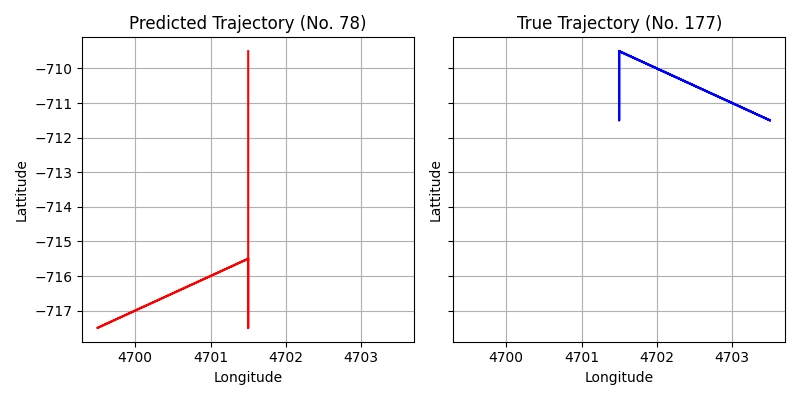 Predicted Trajectory (No. 78)
True Trajectory (No. 177)
Lattitude
−710
−711
−712
−713
−714
−715
−716
−717
4700 4701 4702 4703
Longitude
Lattitude
4700 4701 4702 4703
Longitude